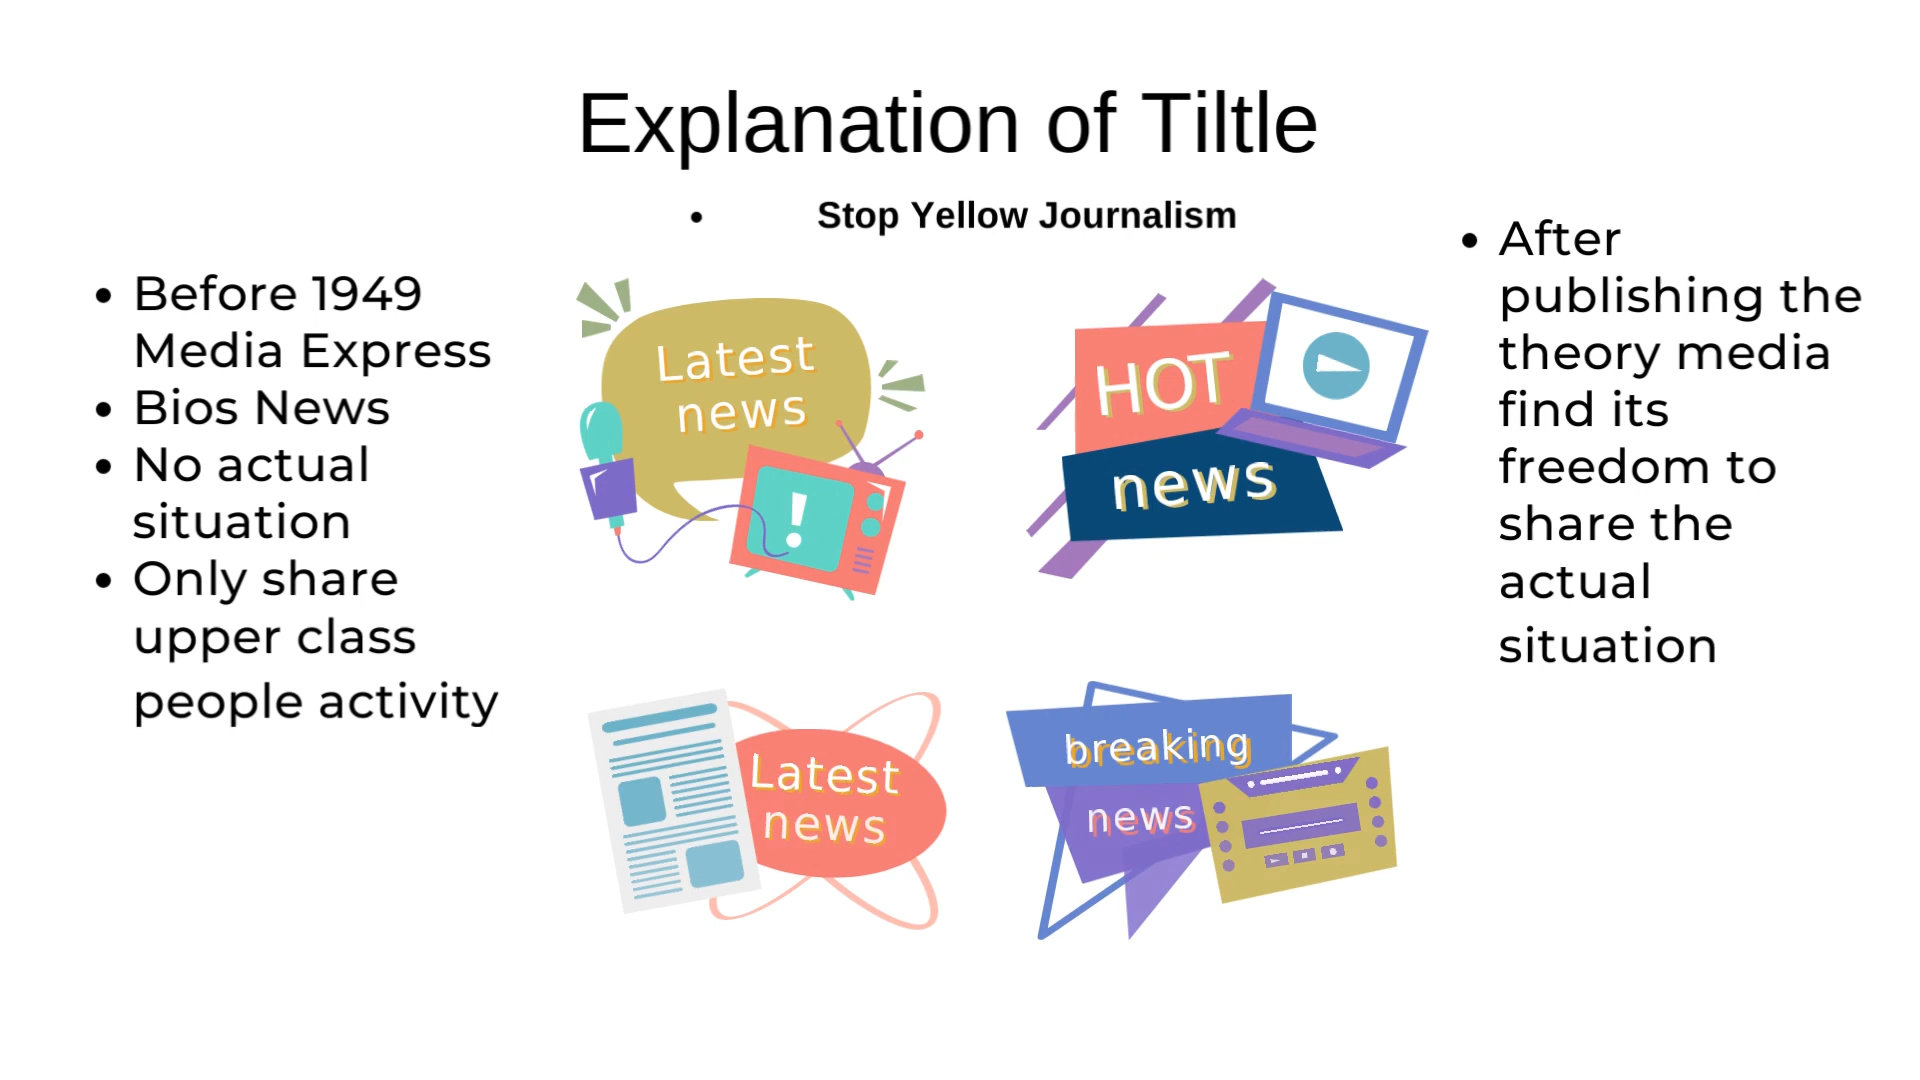 Explanation of Tiltle
• Stop Yellow Journalism
• Before 1949
Media Express
• Bios News
• No actual
situation
• Only share
upper class
people activity
Latest
news
!
HOT
news
Latest
news
breaking
news
• After
publishing the
theory media
find its
freedom to
share the
actual
situation